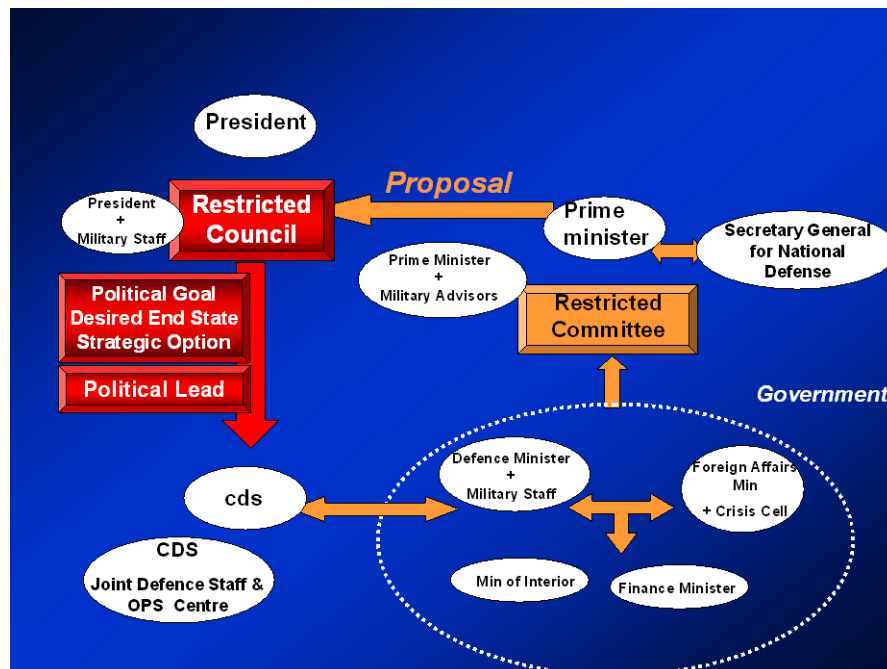 President
Proposal
President
+
Military Staff
Restricted
Council
Prime
minister
Secretary General
for National
Defense
Prime Minister
+
Military Advisors
Political Goal
Desired End State
Strategic Option
Restricted
Committee
Political Lead
Government
Defence Minister
+
Military Staff
Foreign Affairs
Min
+ Crisis Cell
cds
CDS
Joint Defence Staff &
OPS Centre
Min of Interior
Finance Minister